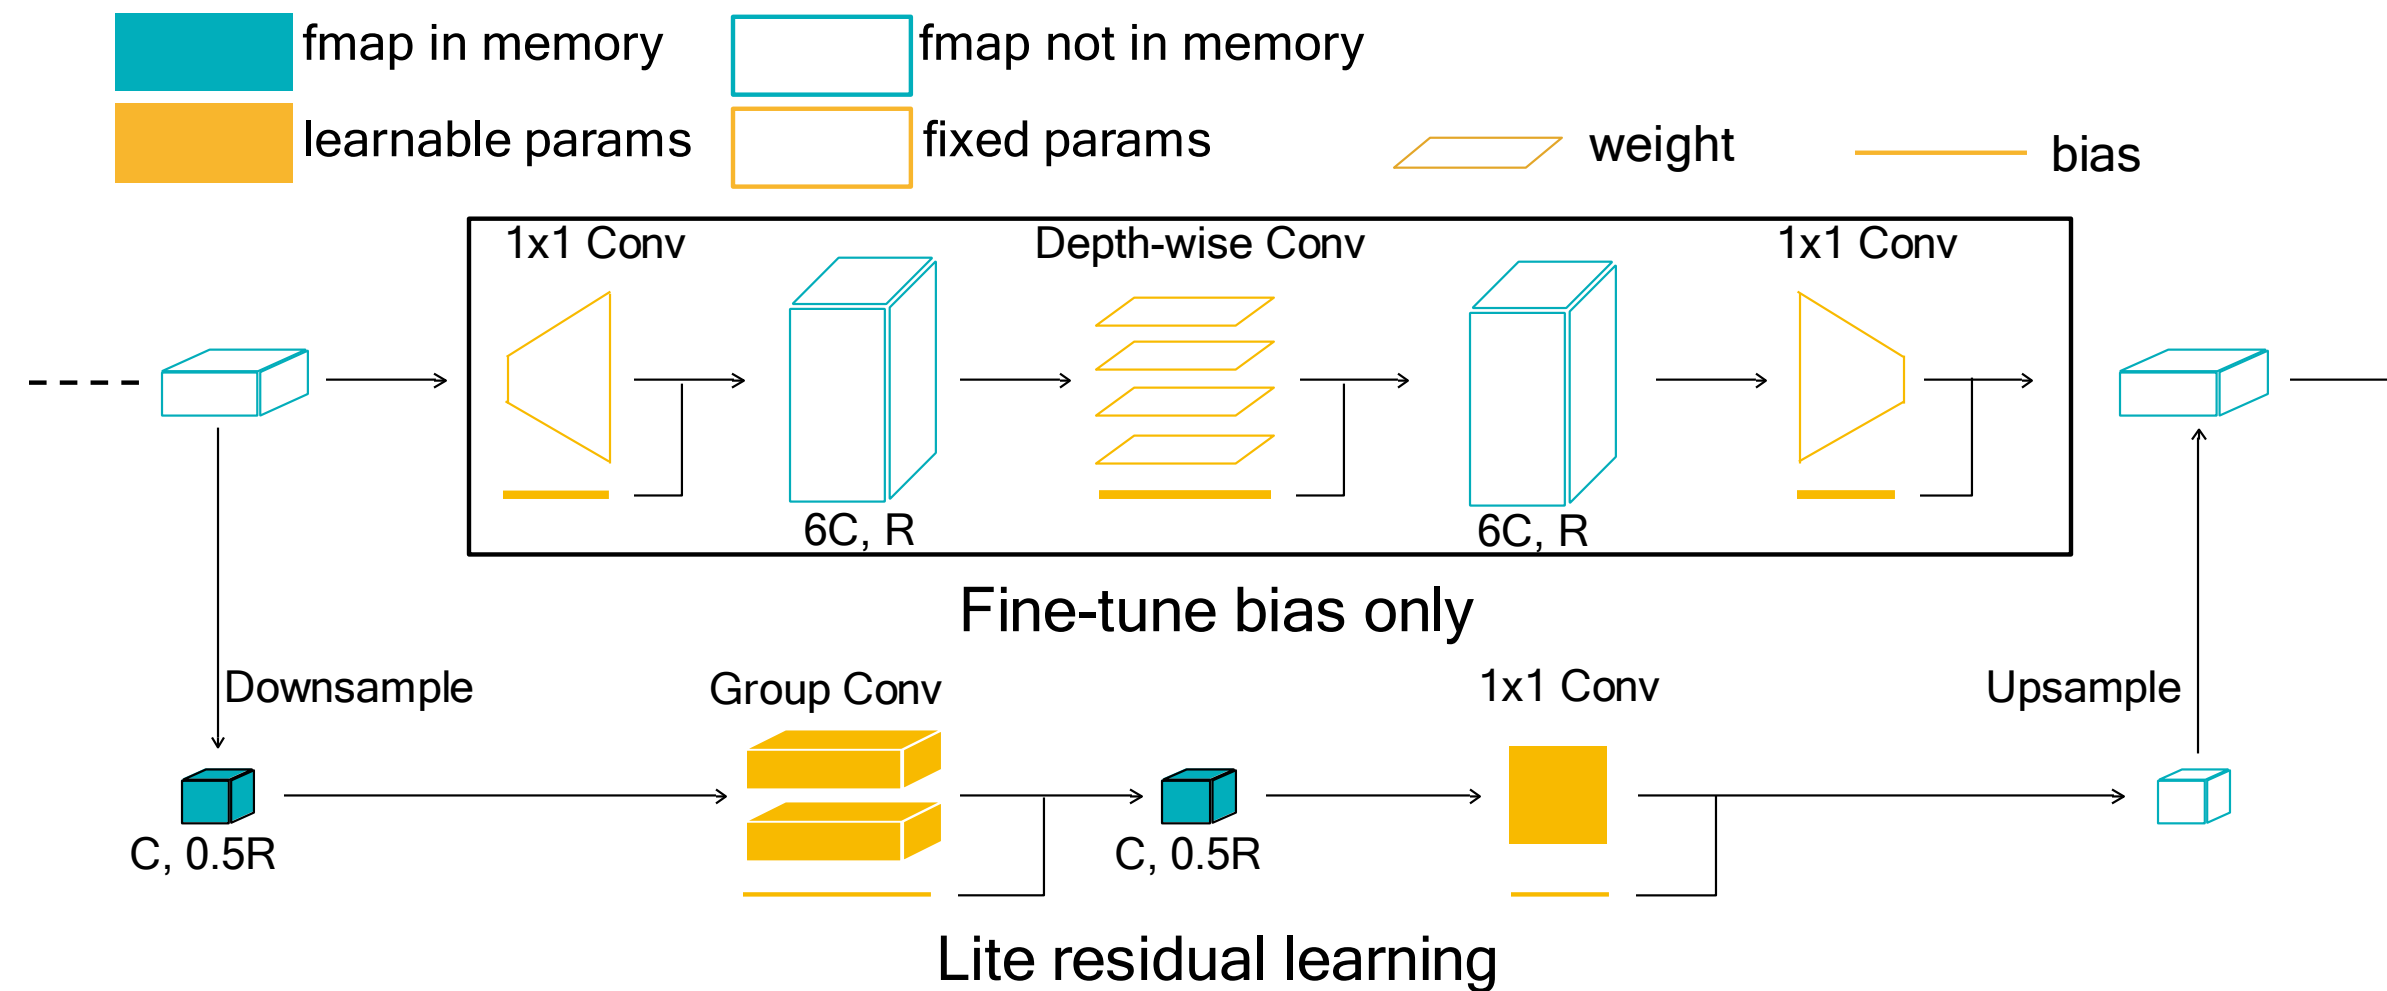 fmap in memory
fmap not in memory
learnable params
fixed params
weight
bias
1x1 Conv
Depth-wise Conv
1x1 Conv
6C, R
6C, R
Fine-tune bias only
Downsample
Group Conv
1x1 Conv
Upsample
C, 0.5R
C, 0.5R
Lite residual learning